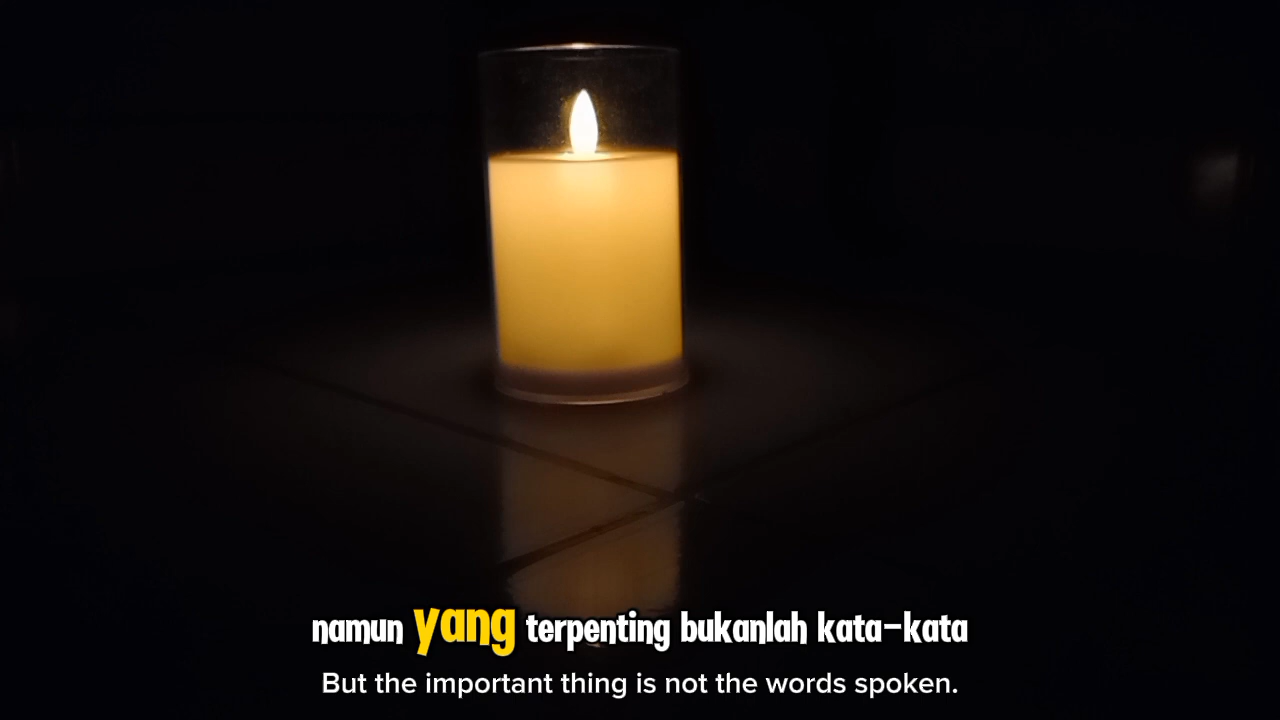 namun yang terpenting bukanlah kata-kata
But the important thing is not the words spoken.